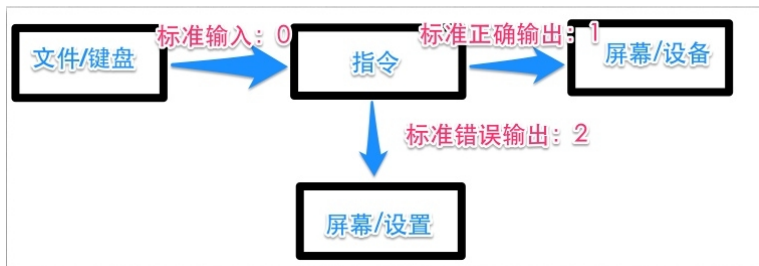 标准输入：0
标准正确输出：1
文件/键盘
指令
屏幕/设备
标准错误输出：2
屏幕/设置